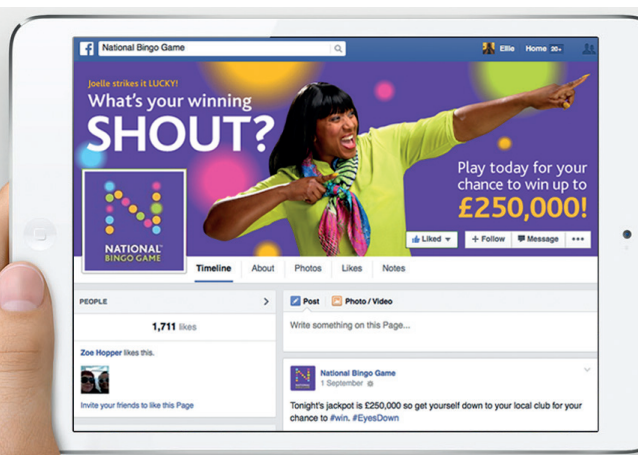 National Bingo Game
Ellie Home 20+
Joelle strikes it LUCKY!
What's your winning
SHOUT?
Play today for your
chance to win up to
£250,000!
NATIONAL
BINGO GAME
Liked + Follow Message •••
Timeline About Photos Likes Notes
PEOPLE >
1,711 likes
Zoe Hopper likes this.
Invite your friends to like this Page
Post Photo / Video
Write something on this Page...
National Bingo Game
1 September
Tonight's jackpot is £250,000 so get yourself down to your local club for your
chance to #win. #EyesDown